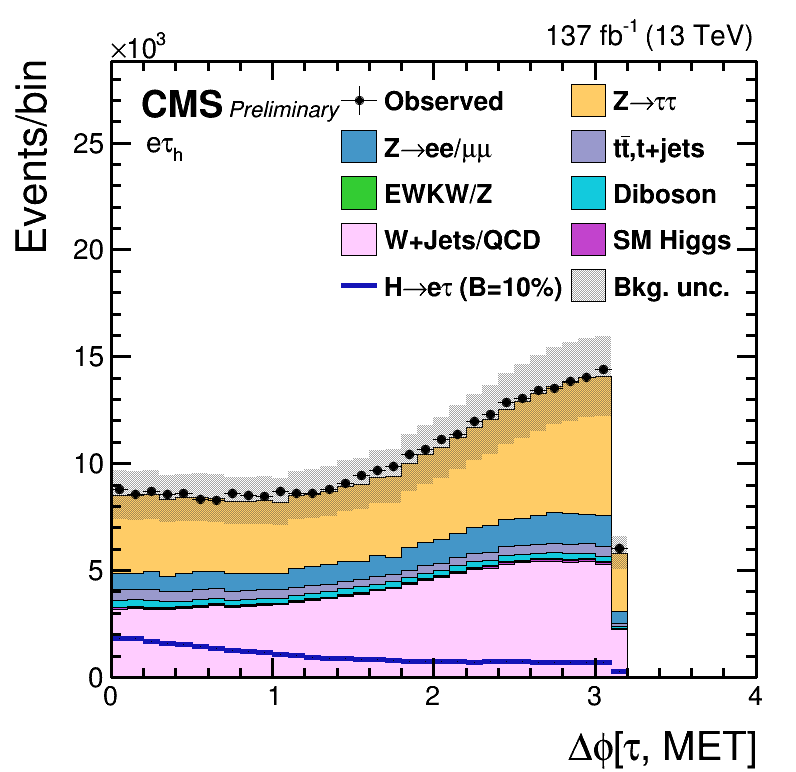 ×10³
137 fb⁻¹ (13 TeV)
Events/bin
CMS Preliminary
eτₕ
Observed
Z→ττ
Z→ee/μμ
tt̄,t+jets
EWKW/Z
Diboson
W+Jets/QCD
SM Higgs
H→eτ (B=10%)
Bkg. unc.
25
20
15
10
5
0
0 1 2 3 4
Δϕ[τ, MET]